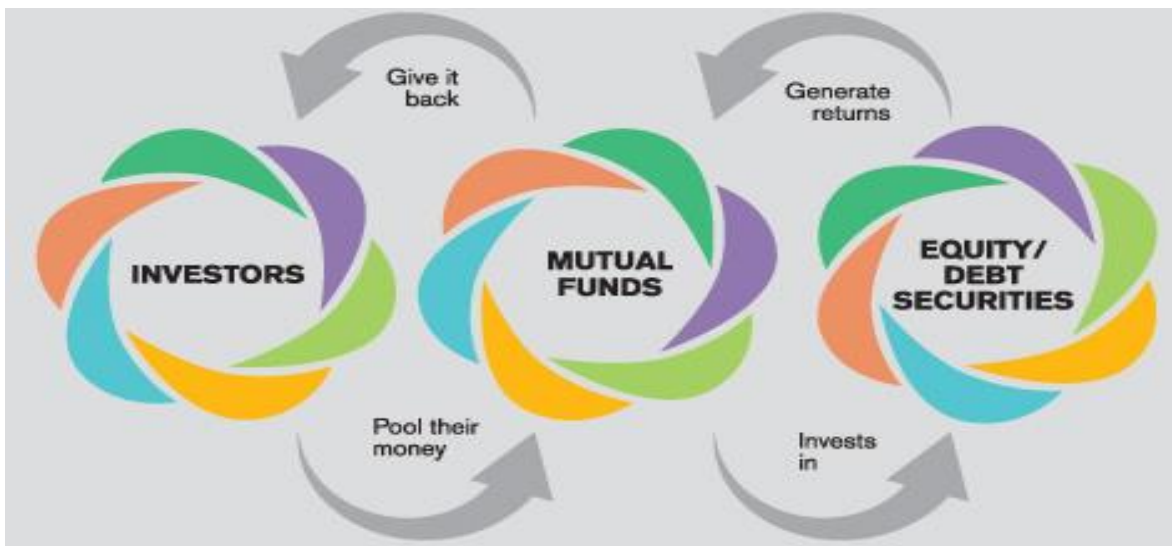 Give it
back
Generate
returns
INVESTORS
MUTUAL
FUNDS
EQUITY/
DEBT
SECURITIES
Pool their
money
Invests
in